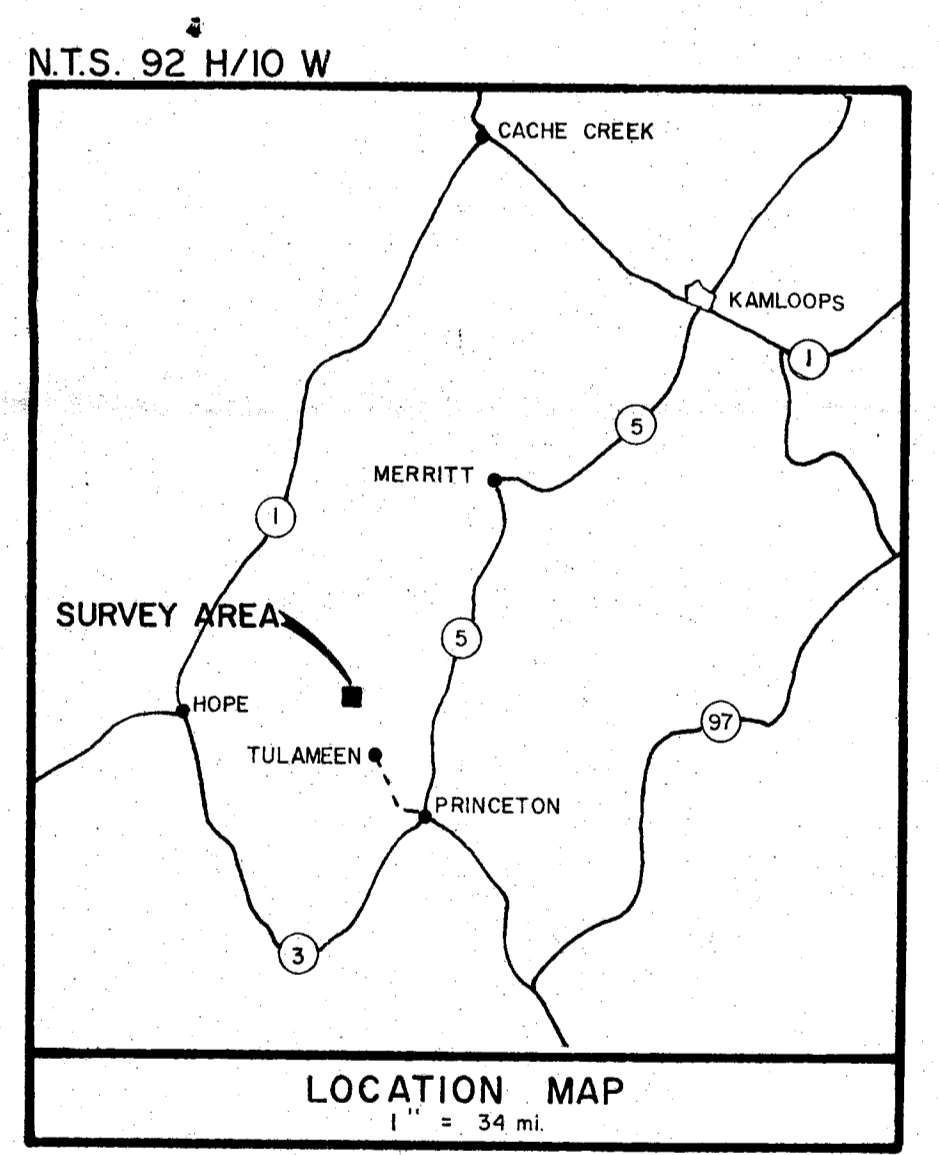 N.T.S. 92 H/10 W
CACHE CREEK
KAMLOOPS
1
5
MERRITT
1
SURVEY AREA
5
HOPE
97
TULAMEEN
PRINCETON
3
LOCATION MAP
1" = 34 mi.